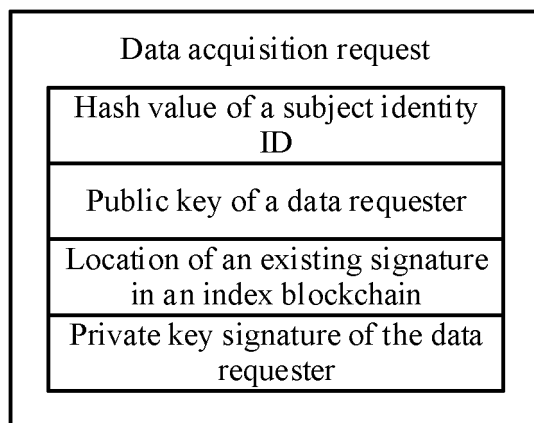 Data acquisition request
Hash value of a subject identity
ID
Public key of a data requester
Location of an existing signature
in an index blockchain
Private key signature of the data
requester